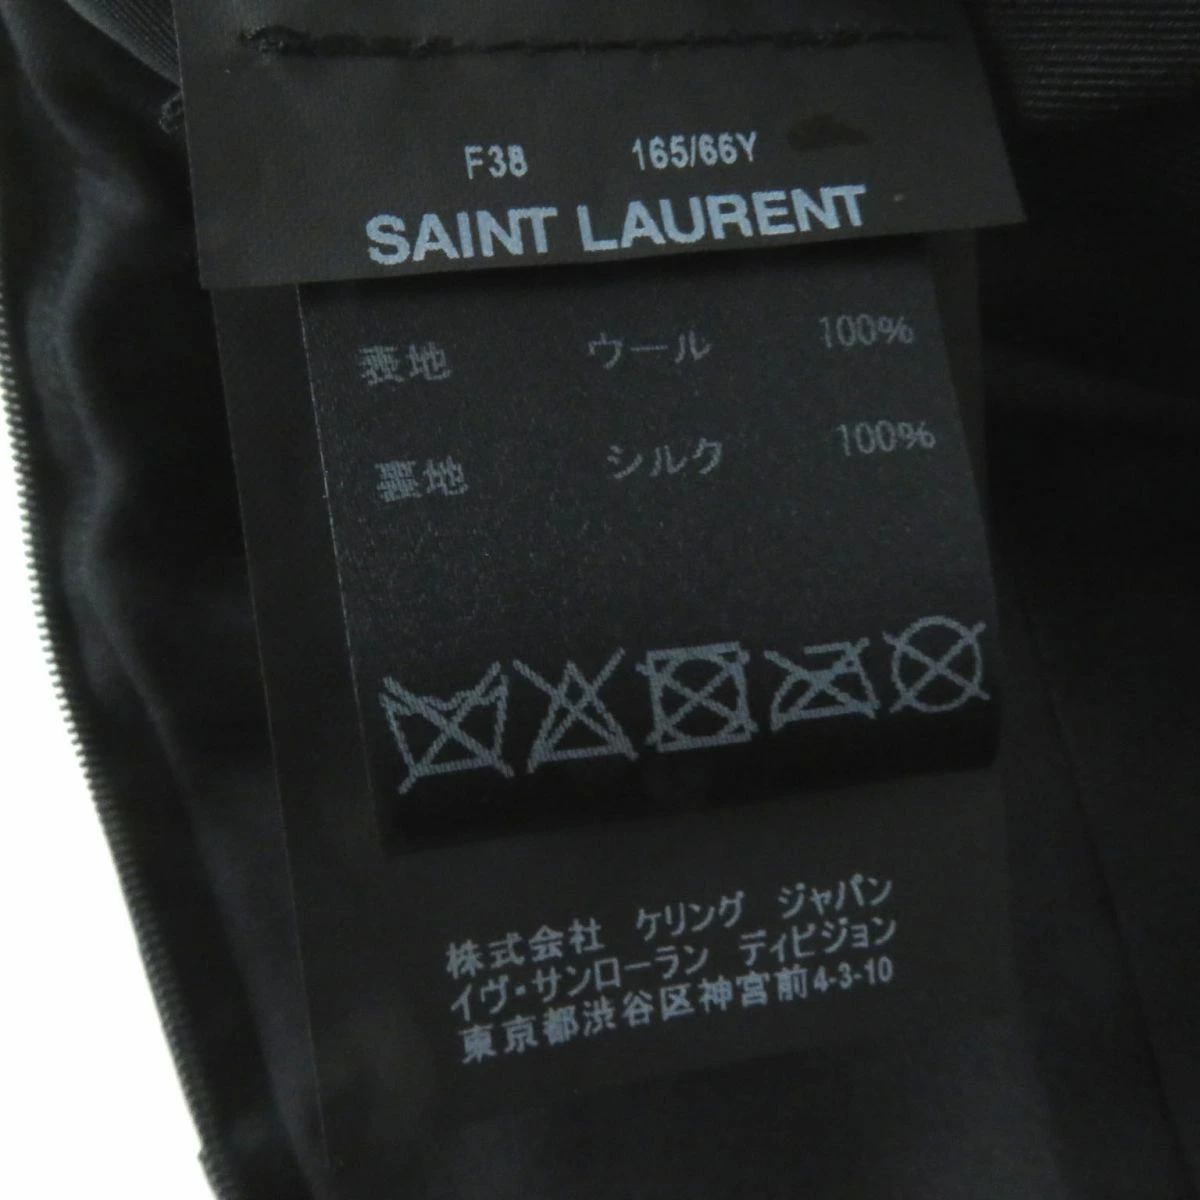 F38 165/66Y
SAINT LAURENT
表地 ウール 100%
裏地 シルク 100%
株式会社 ケリング ジャパン
イヴ・サンローラン ディビジョン
東京都渋谷区神宮前4-3-10